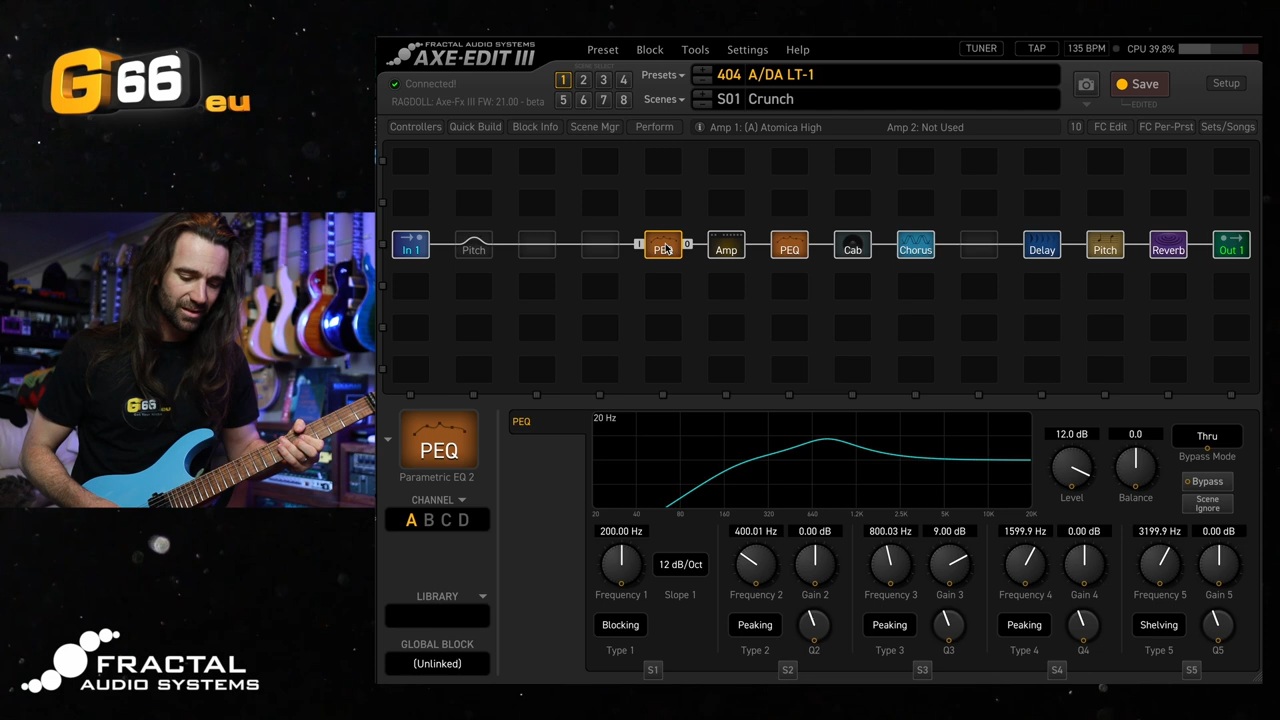 G66
.eu
FRACTAL AUDIO SYSTEMS
AXE-EDIT III
Preset Block Tools Settings Help
TUNER TAP 135 BPM CPU 39.8%
SCENE SELECT
1 2 3 4
5 6 7 8
Connected!
RAGDOLL: Axe-Fx III FW: 21.00 - beta
Presets 404 A/DA LT-1
Scenes S01 Crunch
Save
EDITED
Setup
Controllers Quick Build Block Info Scene Mgr Perform
Amp 1: (A) Atomica High Amp 2: Not Used
10 FC Edit FC Per-Prst Sets/Songs
In 1 Pitch I PEQ O Amp PEQ Cab Chorus Delay Pitch Reverb Out 1
G66
PEQ
Parametric EQ 2
CHANNEL
A B C D
LIBRARY
GLOBAL BLOCK
(Unlinked)
PEQ
20 Hz
20 40 80 160 320 640 1.2K 2.5K 5K 10K 20K
12.0 dB 0.0
Level Balance
Thru
Bypass Mode
Bypass
Scene
Ignore
200.00 Hz 400.01 Hz 0.00 dB 800.03 Hz 9.00 dB 1599.9 Hz 0.00 dB 3199.9 Hz 0.00 dB
12 dB/Oct
Frequency 1 Slope 1 Frequency 2 Gain 2 Frequency 3 Gain 3 Frequency 4 Gain 4 Frequency 5 Gain 5
Blocking Peaking Peaking Peaking Shelving
Type 1 Type 2 Q2 Type 3 Q3 Type 4 Q4 Type 5 Q5
S1 S2 S3 S4 S5
FRACTAL
AUDIO SYSTEMS